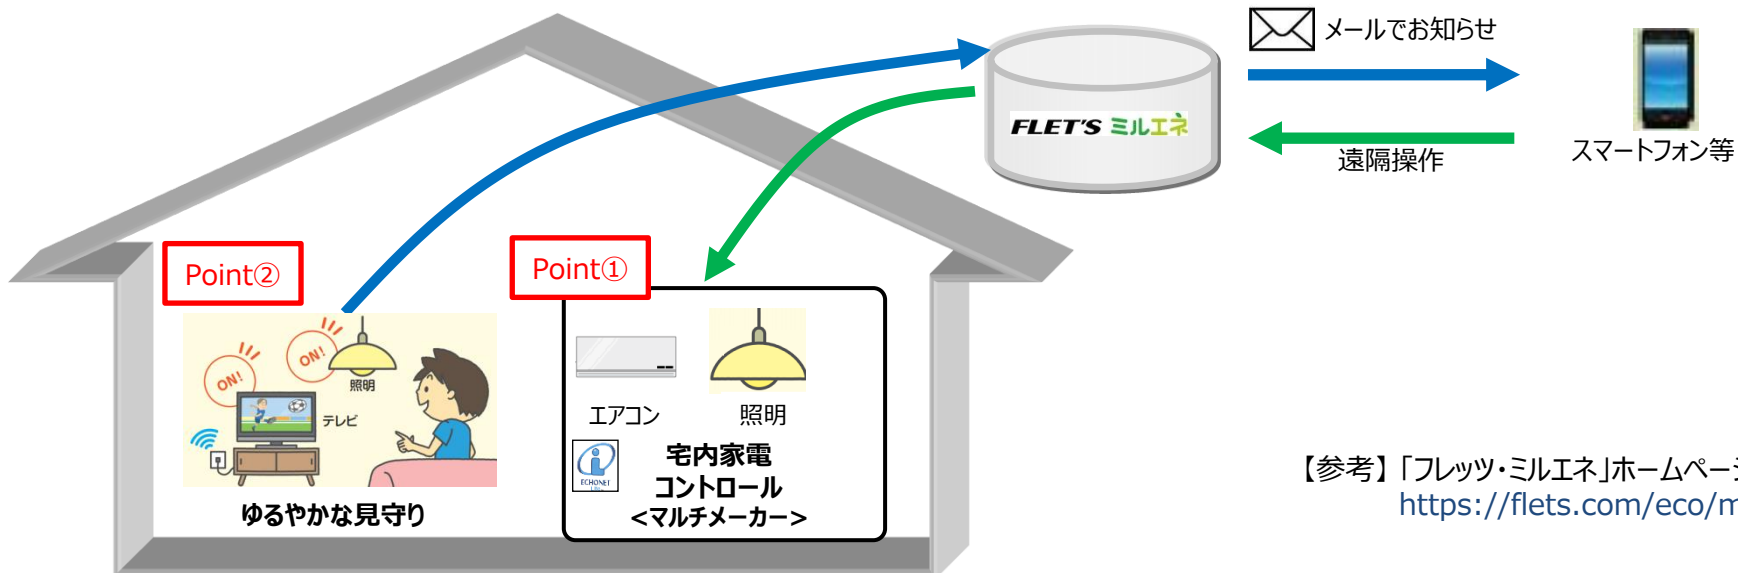 メールでお知らせ
FLET'S ミルエネ
遠隔操作
スマートフォン等
Point②
Point①
ON!
ON!
照明
テレビ
エアコン
照明
ECHONET
宅内家電
コントロール
<マルチメーカー>
ゆるやかな見守り
【参考】「フレッツ・ミルエネ」ホームペー
https://flets.com/eco/m